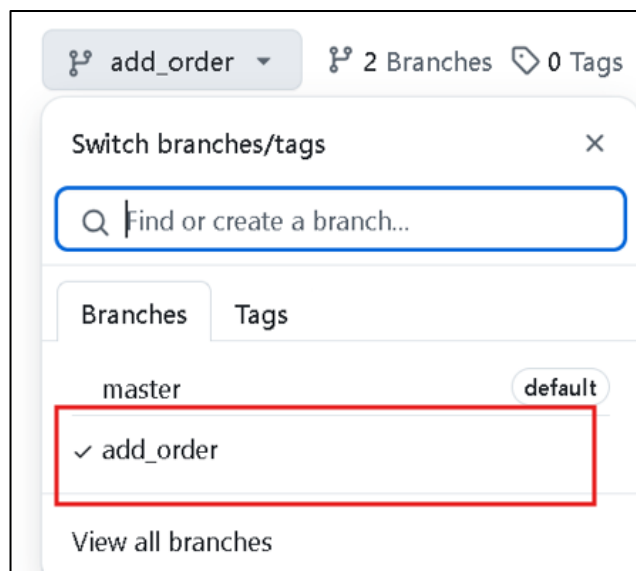 add_order 2 Branches 0 Tags
Switch branches/tags
Find or create a branch...
Branches Tags
master default
add_order
View all branches